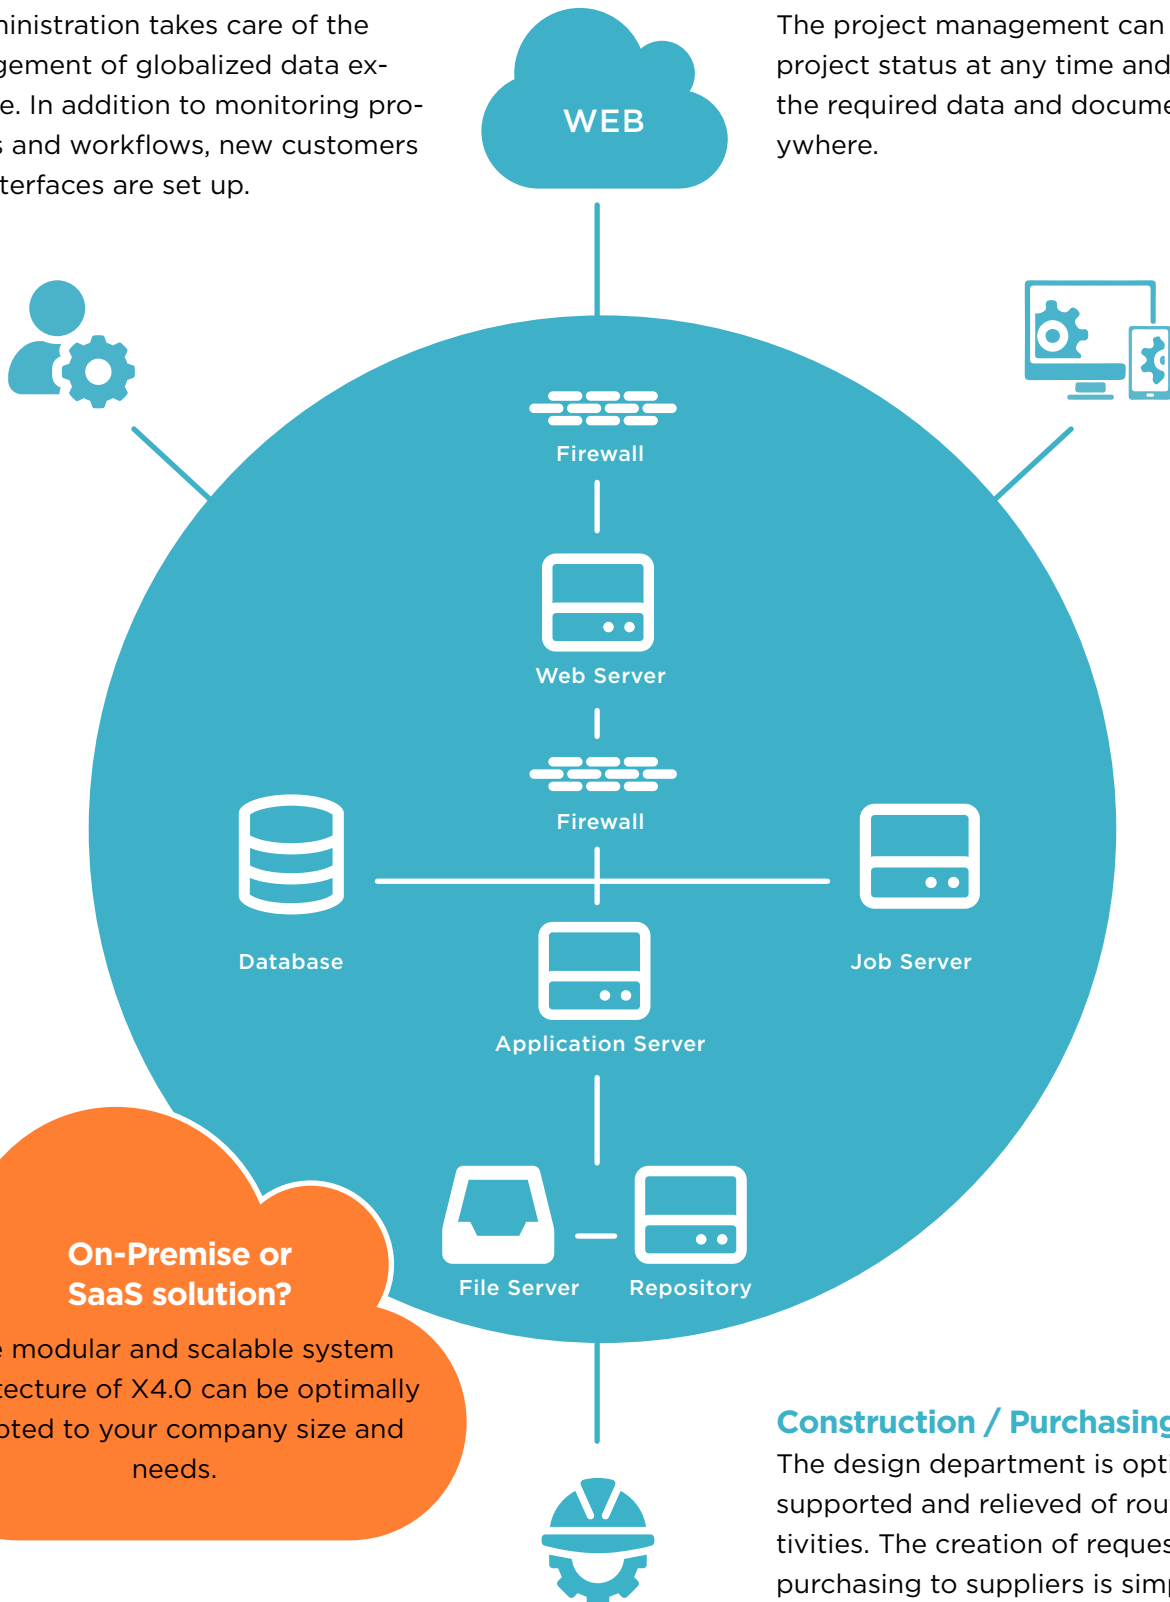 ministration takes care of the
gement of globalized data ex-
e. In addition to monitoring pro-
s and workflows, new customers
terfaces are set up.
WEB
The project management can
project status at any time and
the required data and docume
ywhere.
Firewall
Web Server
Firewall
Database
Job Server
Application Server
File Server
Repository
On-Premise or
SaaS solution?
e modular and scalable system
tecture of X4.0 can be optimally
pted to your company size and
needs.
Construction / Purchasing
The design department is opti
supported and relieved of rou
tivities. The creation of reques
purchasing to suppliers is simp